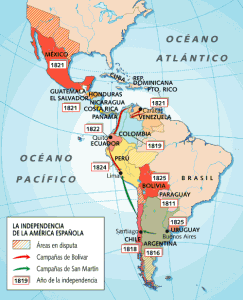 OCÉANO
ATLÁNTICO
MÉXICO
1821
CUBA
REP.
DOMINICANA
PTO. RICO
GUATEMALA
EL SALVADOR
HONDURAS
NICARAGUA
COSTA RICA
PANAMÁ
1821
1821
Caracas
VENEZUELA
1819
COLOMBIA
1822
Quito
ECUADOR
PERÚ
1824
Lima
BRASIL
OCÉANO
PACÍFICO
1825
BOLIVIA
PARAGUAY
1811
1825
URUGUAY
Santiago
Buenos Aires
CHILE
ARGENTINA
1818
1816
LA INDEPENDENCIA
DE LA AMÉRICA ESPAÑOLA
Áreas en disputa
Campañas de Bolívar
Campañas de San Martín
1819 Año de la independencia